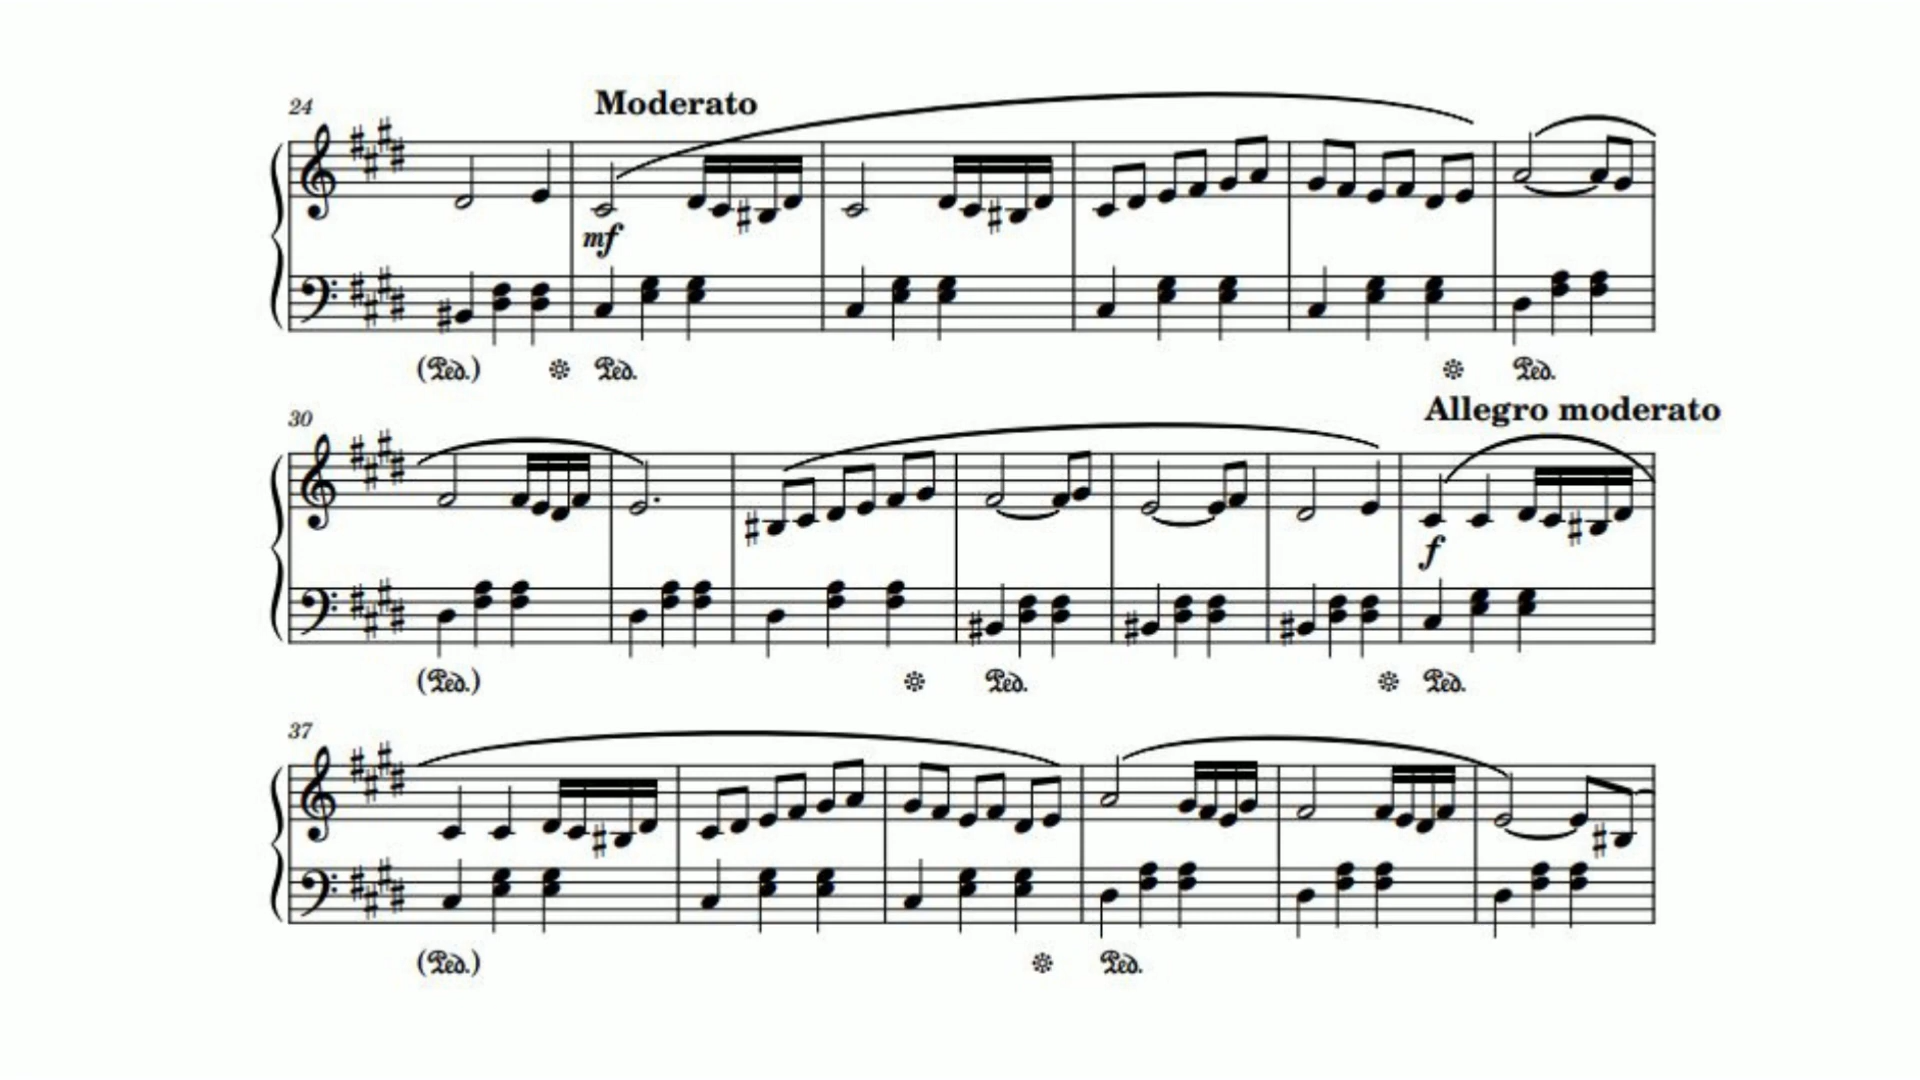 24
Moderato
mf
(Ped.) Ped. Ped.
30
Allegro moderato
f
(Ped.) Ped. Ped.
37
(Ped.) Ped.